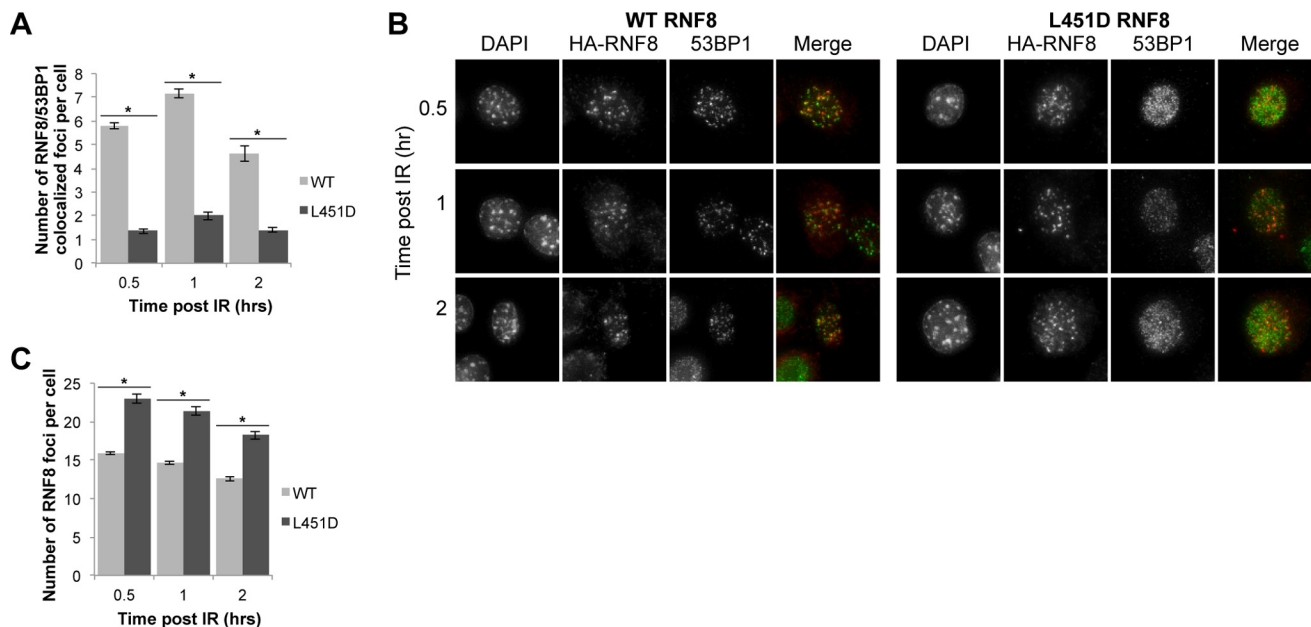 A
Number of RNF8/53BP1
colocalized foci per cell
8
7
6
5
4
3
2
1
0
*
*
*
0.5
1
2
Time post IR (hrs)
WT
L451D
B
WT RNF8
L451D RNF8
DAPI
HA-RNF8
53BP1
Merge
DAPI
HA-RNF8
53BP1
Merge
Time post IR (hr)
0.5
1
2
C
Number of RNF8 foci per cell
25
20
15
10
5
0
*
*
*
0.5
1
2
Time post IR (hrs)
WT
L451D